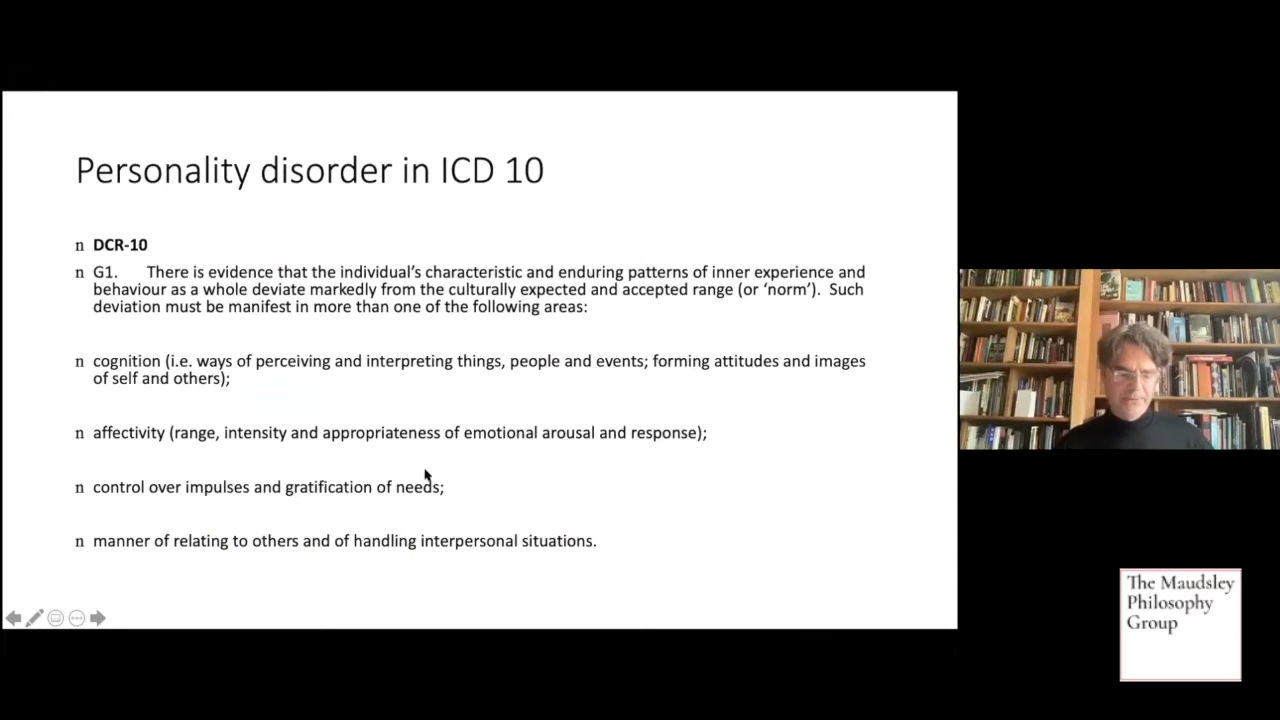 Personality disorder in ICD 10
n DCR-10
n G1. There is evidence that the individual’s characteristic and enduring patterns of inner experience and
behaviour as a whole deviate markedly from the culturally expected and accepted range (or ‘norm’). Such
deviation must be manifest in more than one of the following areas:
n cognition (i.e. ways of perceiving and interpreting things, people and events; forming attitudes and images
of self and others);
n affectivity (range, intensity and appropriateness of emotional arousal and response);
n control over impulses and gratification of needs;
n manner of relating to others and of handling interpersonal situations.
The Maudsley
Philosophy
Group